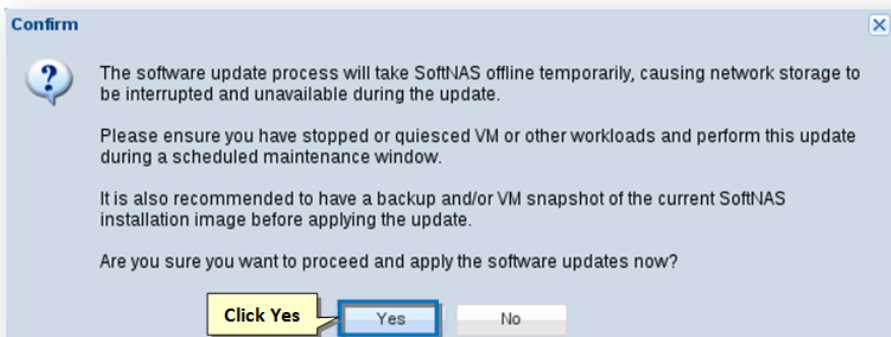 Confirm
The software update process will take SoftNAS offline temporarily, causing network storage to
be interrupted and unavailable during the update.
Please ensure you have stopped or quiesced VM or other workloads and perform this update
during a scheduled maintenance window.
It is also recommended to have a backup and/or VM snapshot of the current SoftNAS
installation image before applying the update.
Are you sure you want to proceed and apply the software updates now?
Click Yes
Yes
No